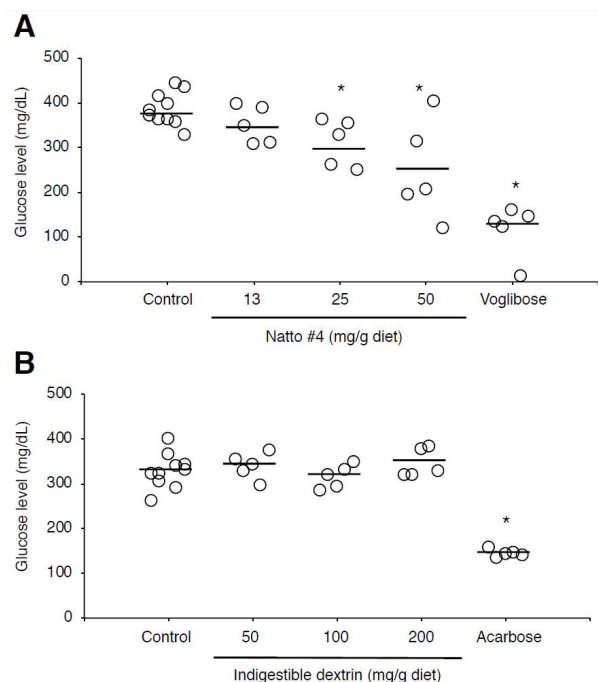 A
Glucose level (mg/dL)
500
400
300
200
100
0
*
*
*
Control 13 25 50 Voglibose
Natto #4 (mg/g diet)
B
Glucose level (mg/dL)
500
400
300
200
100
0
*
Control 50 100 200 Acarbose
Indigestible dextrin (mg/g diet)